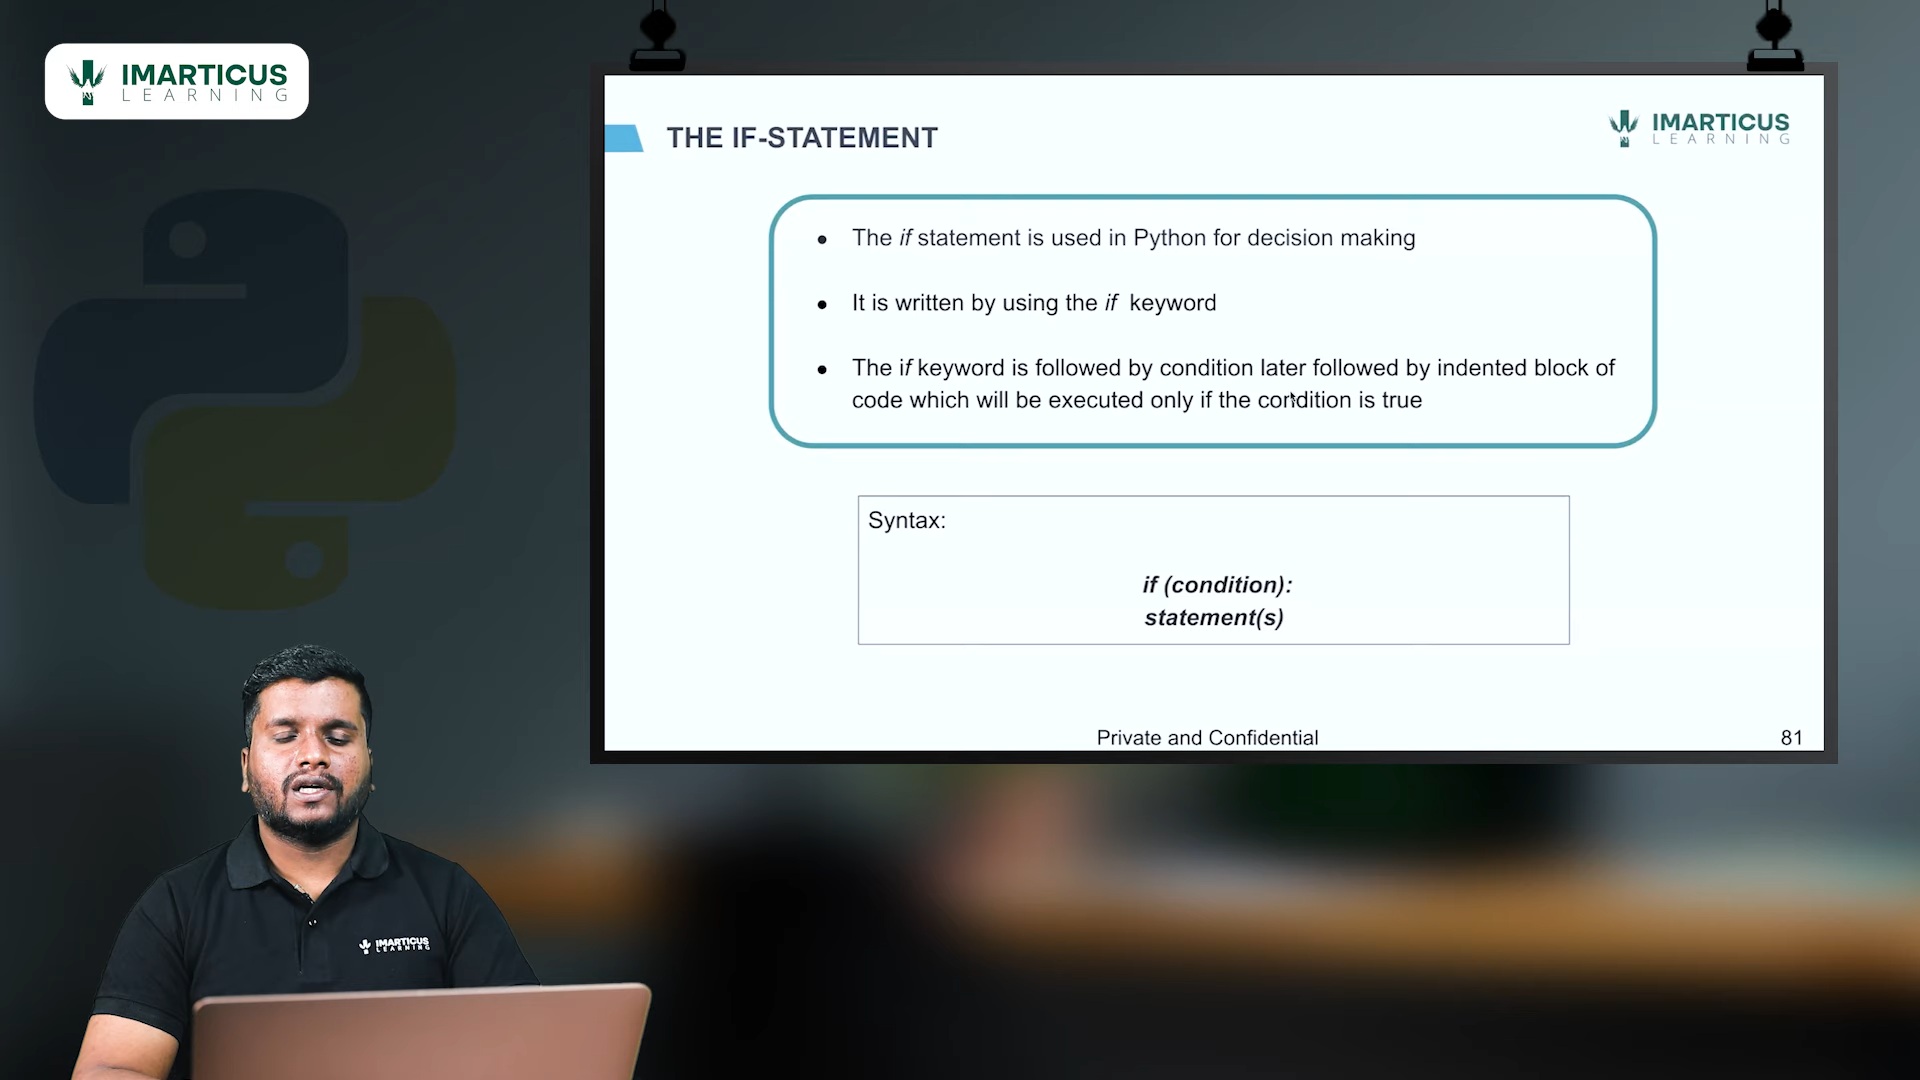 IMARTICUS
LEARNING
THE IF-STATEMENT
IMARTICUS
LEARNING
The if statement is used in Python for decision making
It is written by using the if keyword
The if keyword is followed by condition later followed by indented block of
code which will be executed only if the condition is true
Syntax:
if (condition):
statement(s)
Private and Confidential
81
IMARTICUS
LEARNING